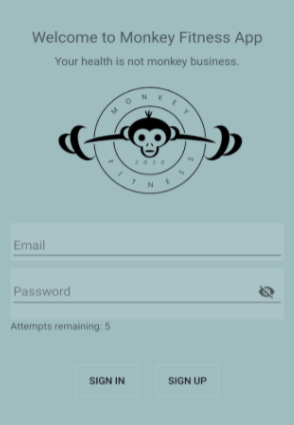 Welcome to Monkey Fitness App
Your health is not monkey business.
MONKEY
2020
FITNESS
Email
Password
Attempts remaining: 5
SIGN IN
SIGN UP